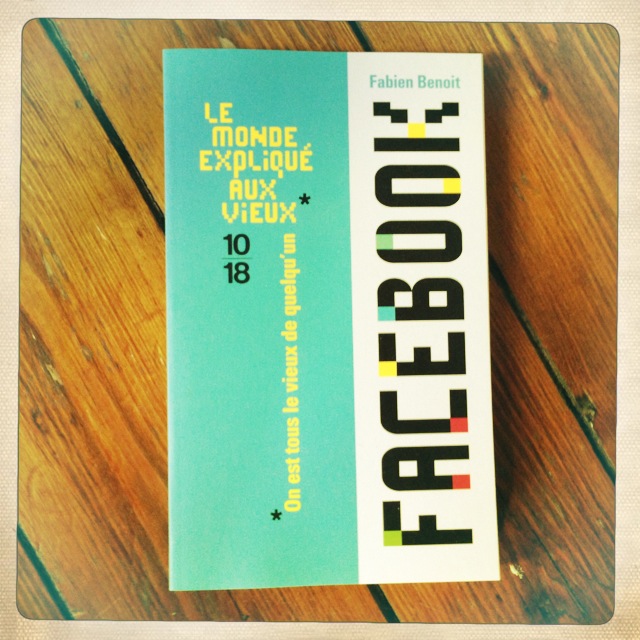 Fabien Benoit
LE
MONDE
EXPLIQUÉ
AUX
ViEUX*
10
18
*On est tous le vieux de quelqu'un
FACEBOOK